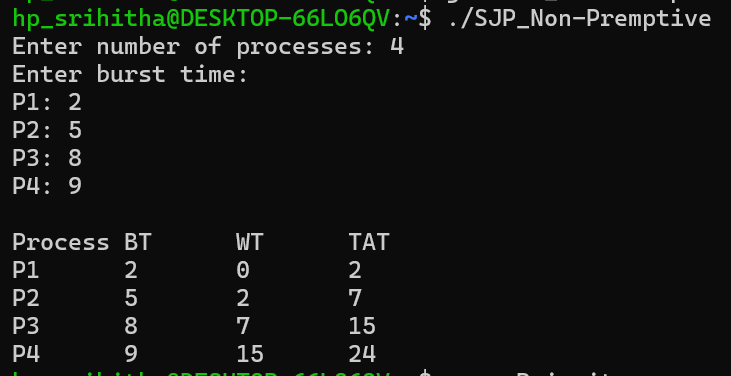 hp_srihitha@DESKTOP-66LO6QV:~$ ./SJP_Non-Premptive
Enter number of processes: 4
Enter burst time:
P1: 2
P2: 5
P3: 8
P4: 9
Process BT WT TAT
P1 2 0 2
P2 5 2 7
P3 8 7 15
P4 9 15 24